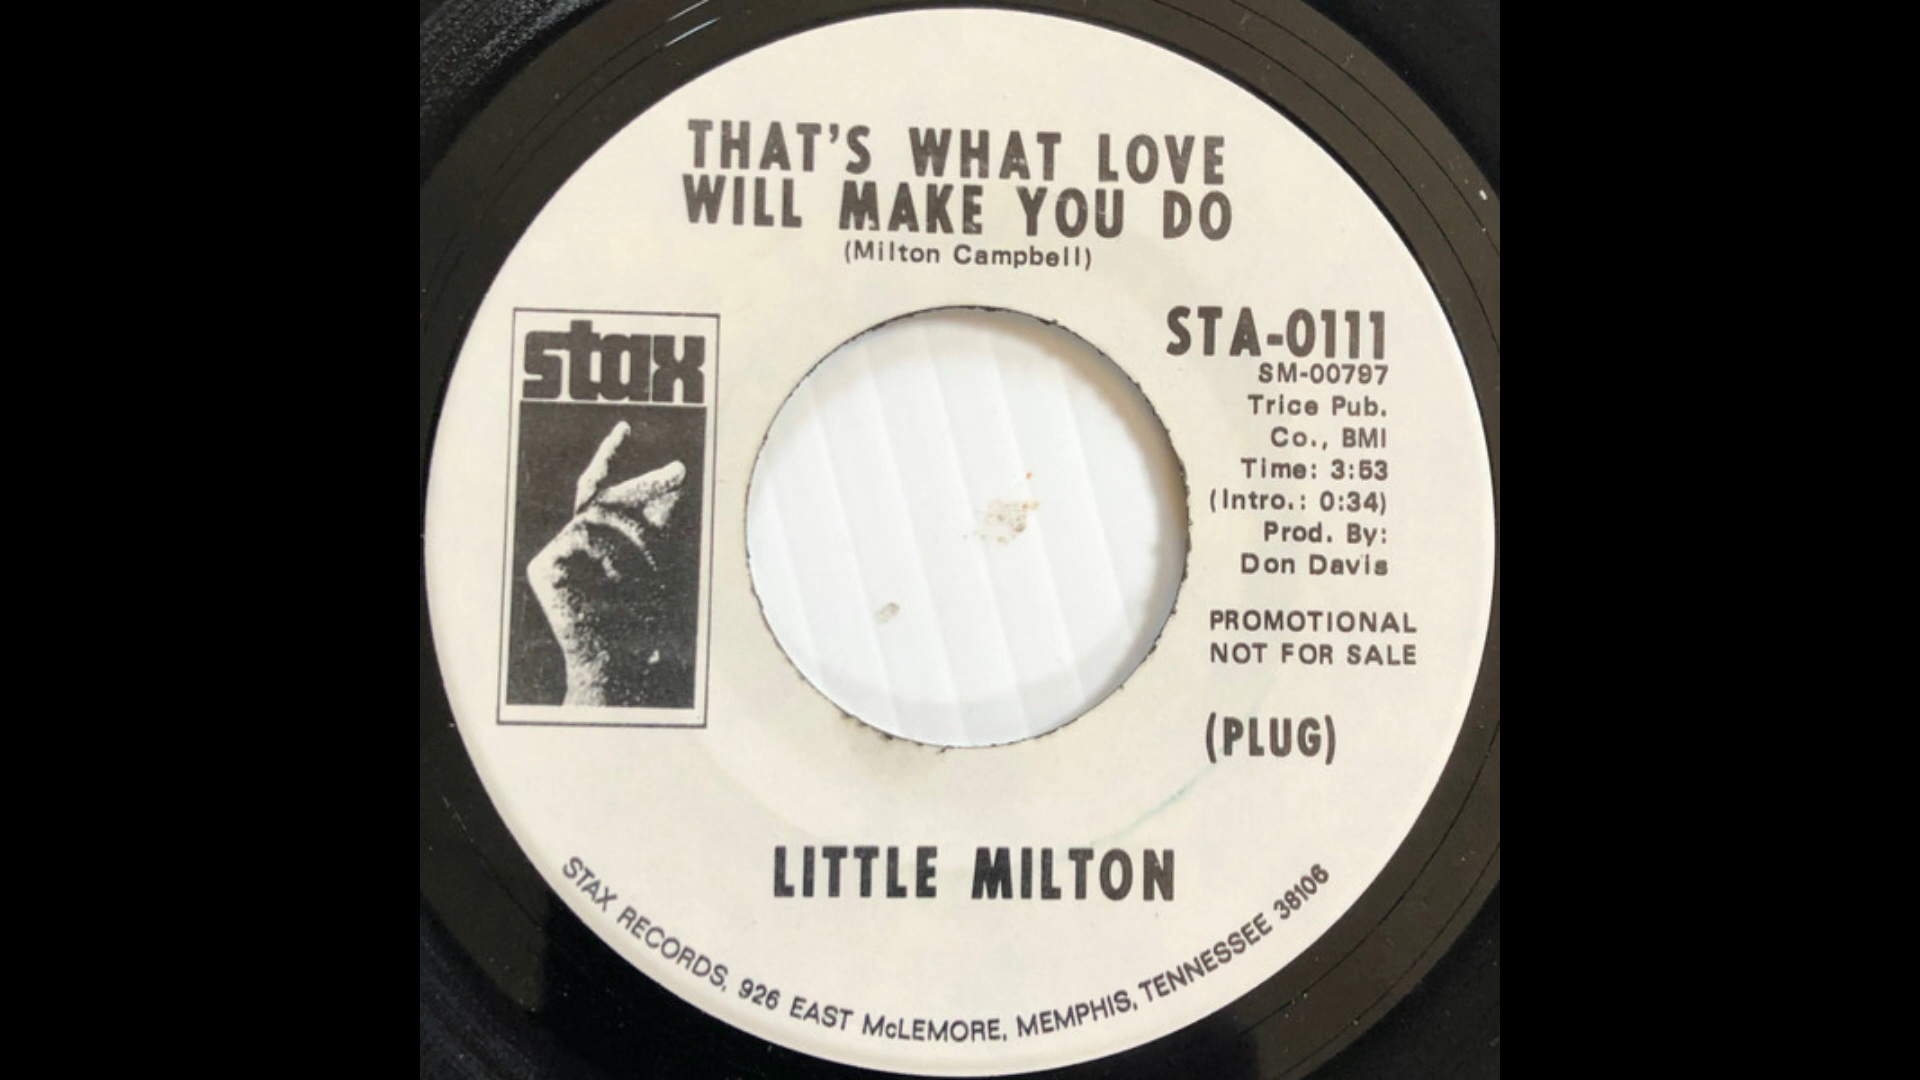 THAT'S WHAT LOVE
WILL MAKE YOU DO
(Milton Campbell)
stax
STA-0111
SM-00797
Trice Pub.
Co., BMI
Time: 3:53
(Intro.: 0:34)
Prod. By:
Don Davis
PROMOTIONAL
NOT FOR SALE
(PLUG)
LITTLE MILTON
STAX RECORDS, 926 EAST McLEMORE, MEMPHIS, TENNESSEE 38106